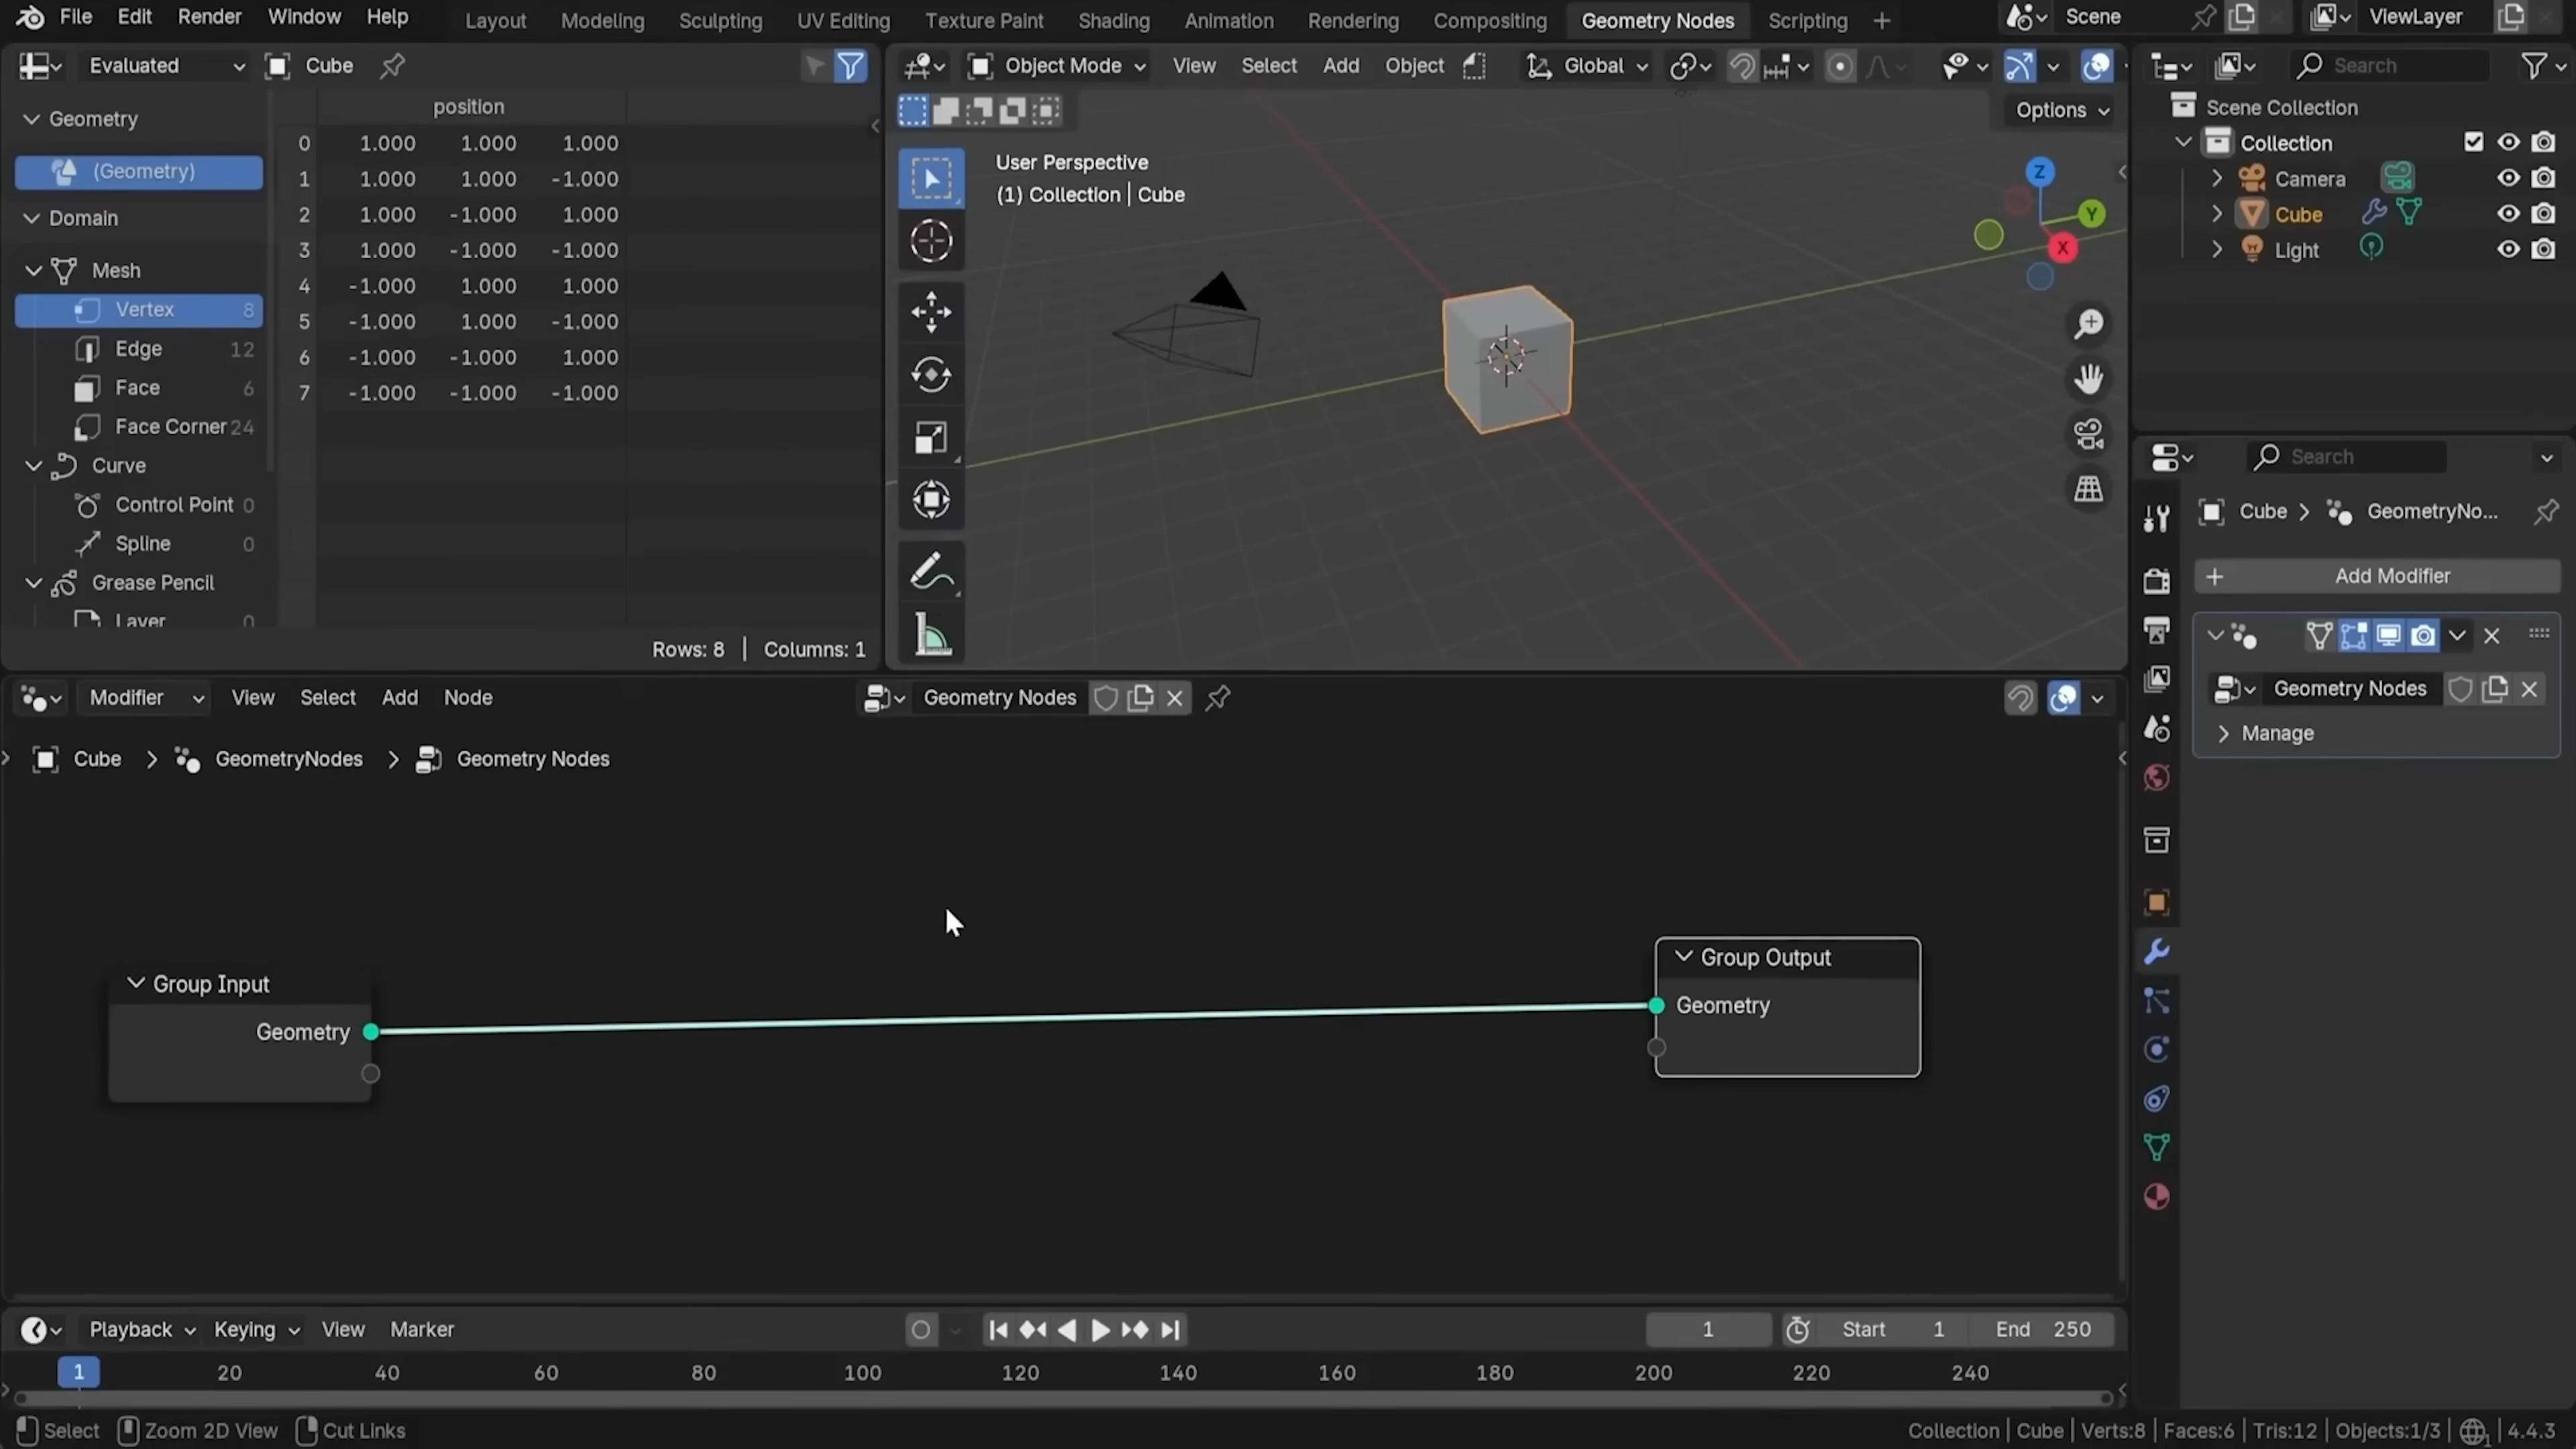 File Edit Render Window Help Layout Modeling Sculpting UV Editing Texture Paint Shading Animation Rendering Compositing Geometry Nodes Scripting + Scene ViewLayer
Evaluated Cube
Geometry
(Geometry)
Domain
Mesh
Vertex 8
Edge 12
Face 6
Face Corner 24
Curve
Control Point 0
Spline 0
Grease Pencil
Layer 0
position
0 1.000 1.000 1.000
1 1.000 1.000 -1.000
2 1.000 -1.000 1.000
3 1.000 -1.000 -1.000
4 -1.000 1.000 1.000
5 -1.000 1.000 -1.000
6 -1.000 -1.000 1.000
7 -1.000 -1.000 -1.000
Rows: 8 | Columns: 1
Object Mode View Select Add Object Global
Options
User Perspective
(1) Collection | Cube
Z
Y
X
Search
Scene Collection
Collection
Camera
Cube
Light
Search
Cube > GeometryNo...
+ Add Modifier
Geometry Nodes
Manage
Modifier View Select Add Node Geometry Nodes
Cube > GeometryNodes > Geometry Nodes
Group Input
Geometry
Group Output
Geometry
Playback Keying View Marker 1 Start 1 End 250
1 20 40 60 80 100 120 140 160 180 200 220 240
Select Zoom 2D View Cut Links Collection | Cube | Verts:8 | Faces:6 | Tris:12 | Objects:1/3 | 4.4.3